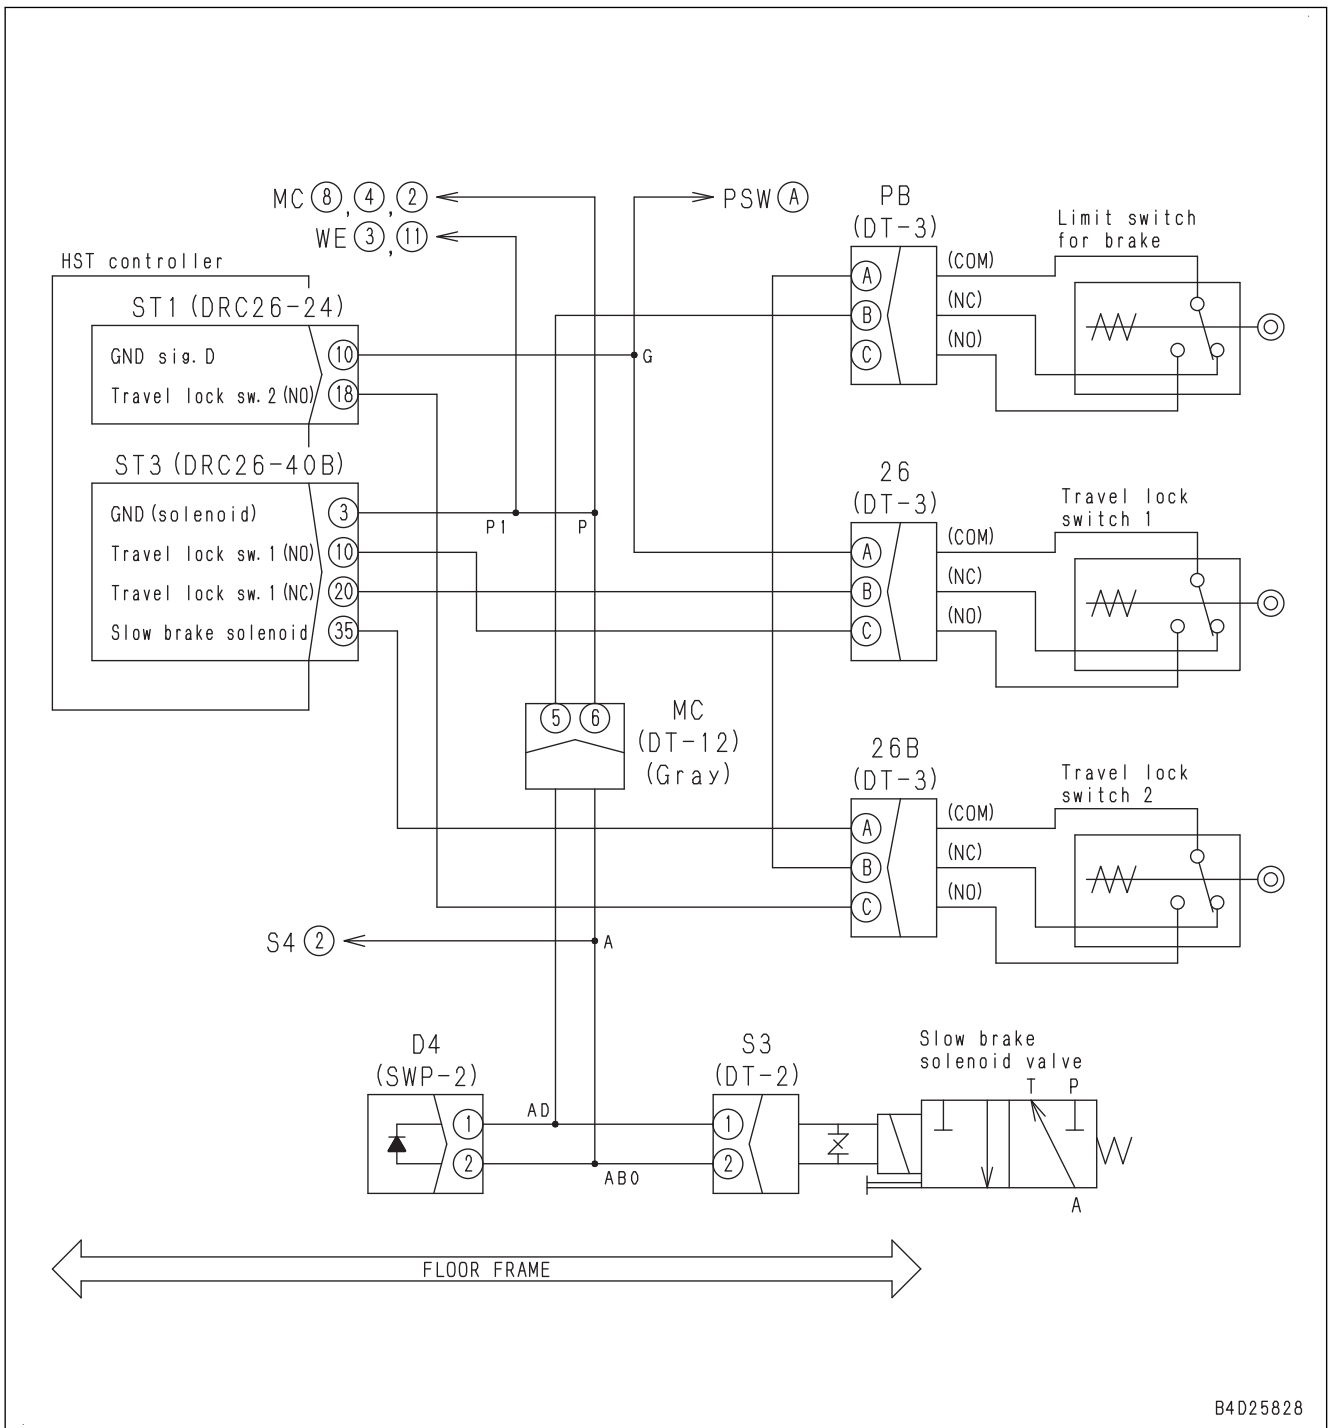 MC 8, 4, 2
WE 3, 11
PSW A
HST controller
ST1 (DRC26-24)
GND sig. D 10
Travel lock sw. 2 (NO) 18
G
ST3 (DRC26-40B)
GND (solenoid) 3
Travel lock sw. 1 (NO) 10
Travel lock sw. 1 (NC) 20
Slow brake solenoid 35
P1 P
PB
(DT-3)
A (COM)
B (NC)
C (NO)
Limit switch
for brake
26
(DT-3)
A (COM)
B (NC)
C (NO)
Travel lock
switch 1
5 6
MC
(DT-12)
(Gray)
26B
(DT-3)
A (COM)
B (NC)
C (NO)
Travel lock
switch 2
S4 2
A
D4
(SWP-2)
1
2
AD
ABO
S3
(DT-2)
1
2
Slow brake
solenoid valve
T P
A
FLOOR FRAME
B4D25828